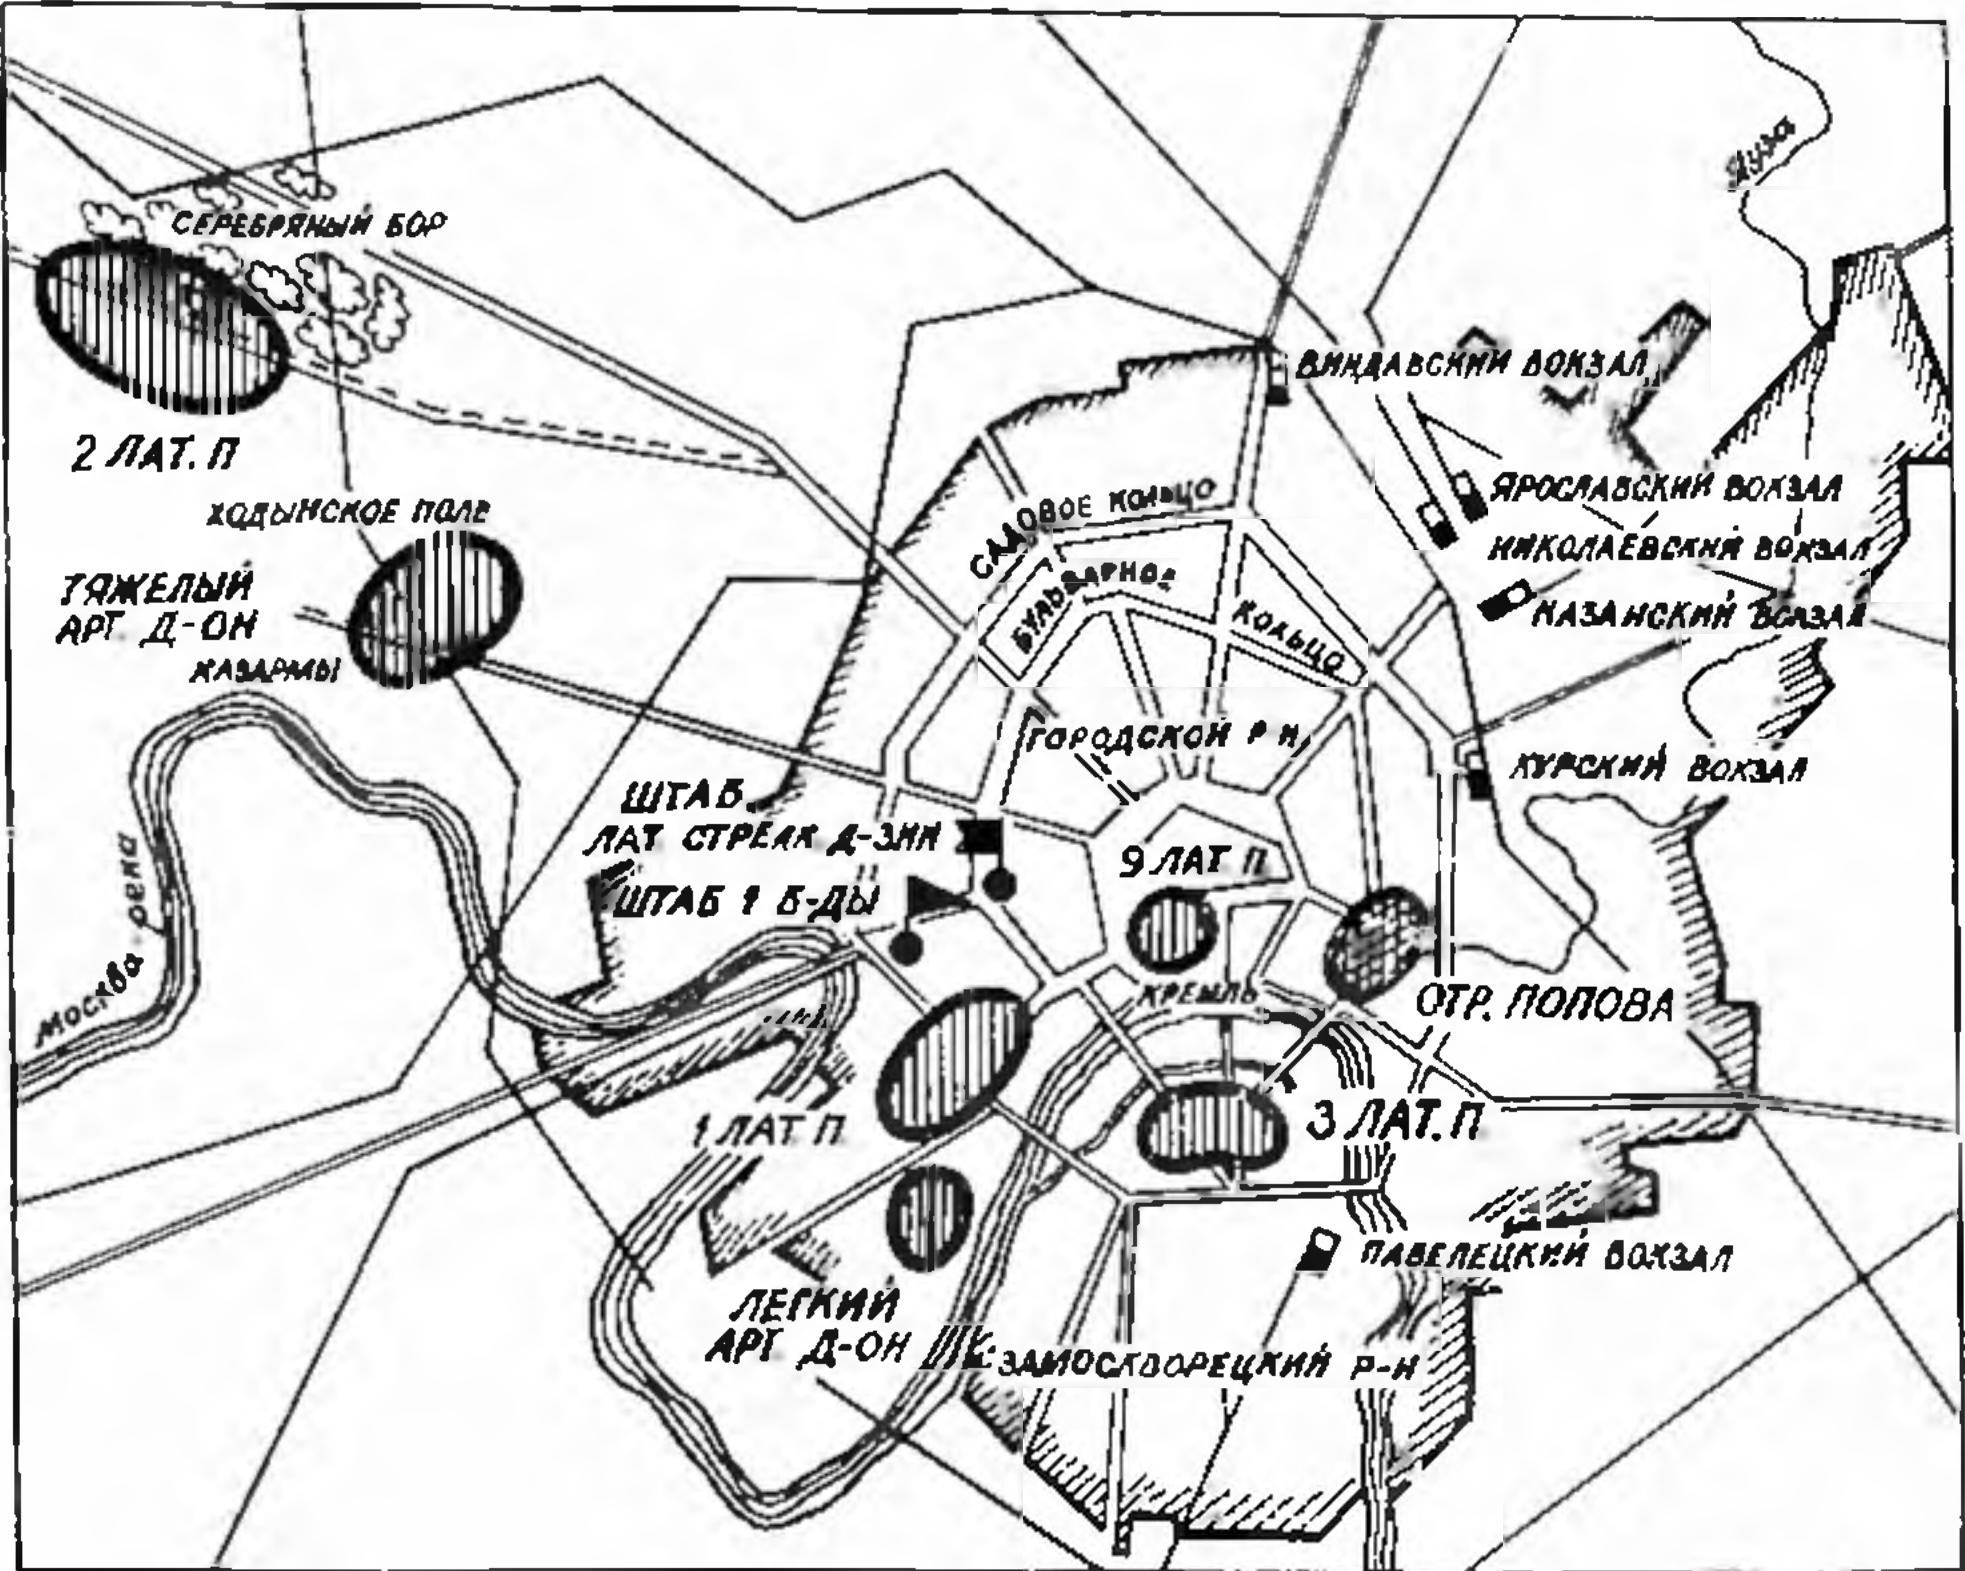 Яуза
СЕРЕБРЯНЫЙ БОР
ВИНДАВСКИЙ ВОКЗАЛ
2 ЛАТ. П
ЯРОСЛАВСКИЙ ВОКЗАЛ
ХОДЫНСКОЕ ПОЛЕ
САДОВОЕ КОЛЬЦО
НИКОЛАЕВСКИЙ ВОКЗАЛ
ТЯЖЕЛЫЙ
АРТ. Д-ОН
КАЗАРМЫ
БУЛЬВАРНОЕ КОЛЬЦО
КАЗАНСКИЙ ВОКЗАЛ
ГОРОДСКОЙ Р-Н
КУРСКИЙ ВОКЗАЛ
ШТАБ.
ЛАТ СТРЕЛК Д-ЗИИ
9 ЛАТ П
ШТАБ 1 Б-ДЫ
Москва-река
КРЕМЛЬ
ОТР. ПОПОВА
1 ЛАТ П
3 ЛАТ. П
ПАВЕЛЕЦКИЙ ВОКЗАЛ
ЛЕГКИЙ
АРТ Д-ОН
ЗАМОСКВОРЕЦКИЙ Р-Н